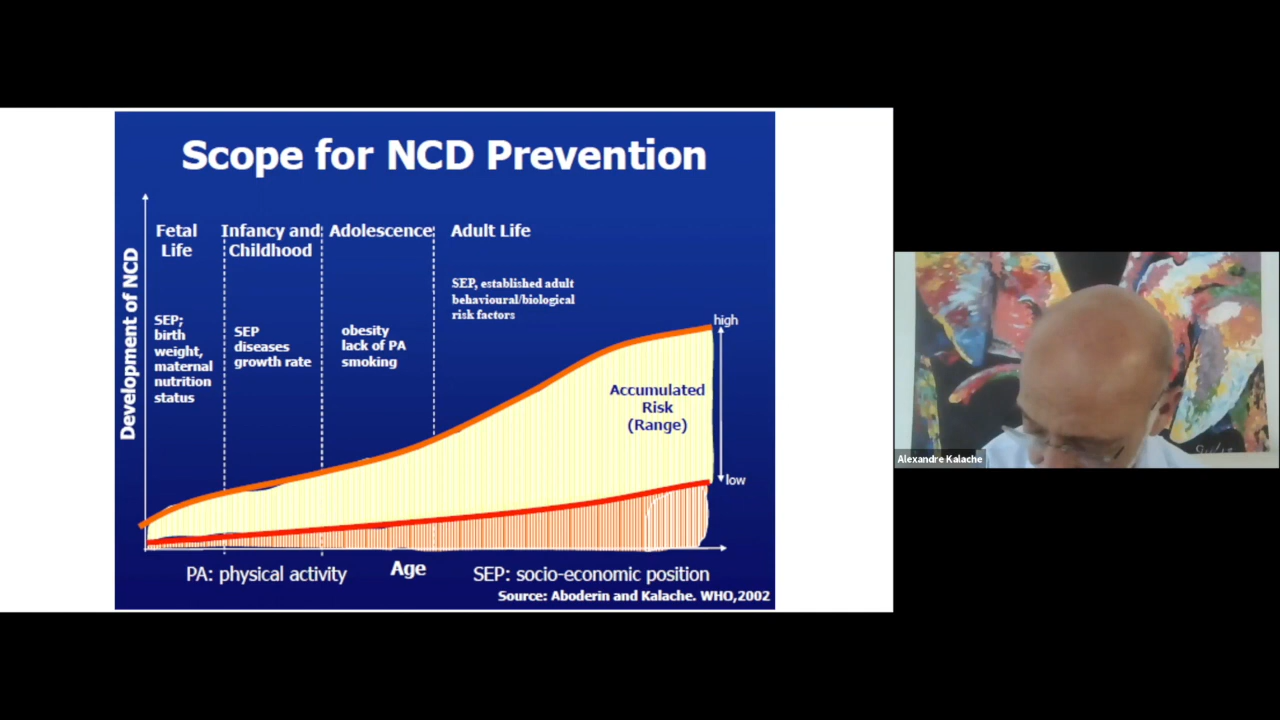 Scope for NCD Prevention
Development of NCD
Fetal
Life
Infancy and
Childhood
Adolescence
Adult Life
SEP;
birth
weight,
maternal
nutrition
status
SEP
diseases
growth rate
obesity
lack of PA
smoking
SEP, established adult
behavioural/biological
risk factors
high
Accumulated
Risk
(Range)
low
PA: physical activity
Age
SEP: socio-economic position
Source: Aboderin and Kalache. WHO,2002
Alexandre Kalache